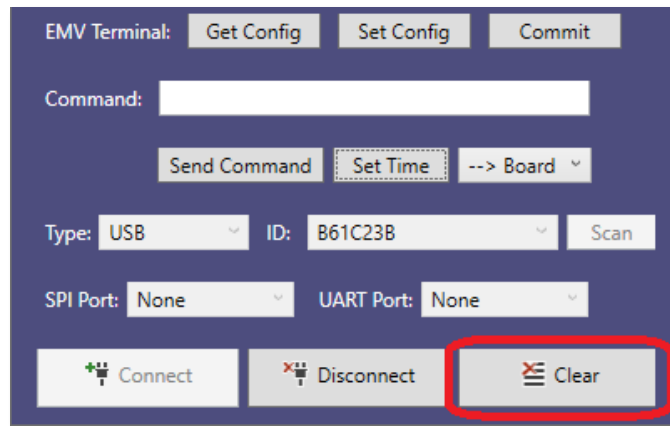 EMV Terminal: Get Config Set Config Commit
Command:
Send Command Set Time --> Board
Type: USB ID: B61C23B Scan
SPI Port: None UART Port: None
Connect Disconnect Clear